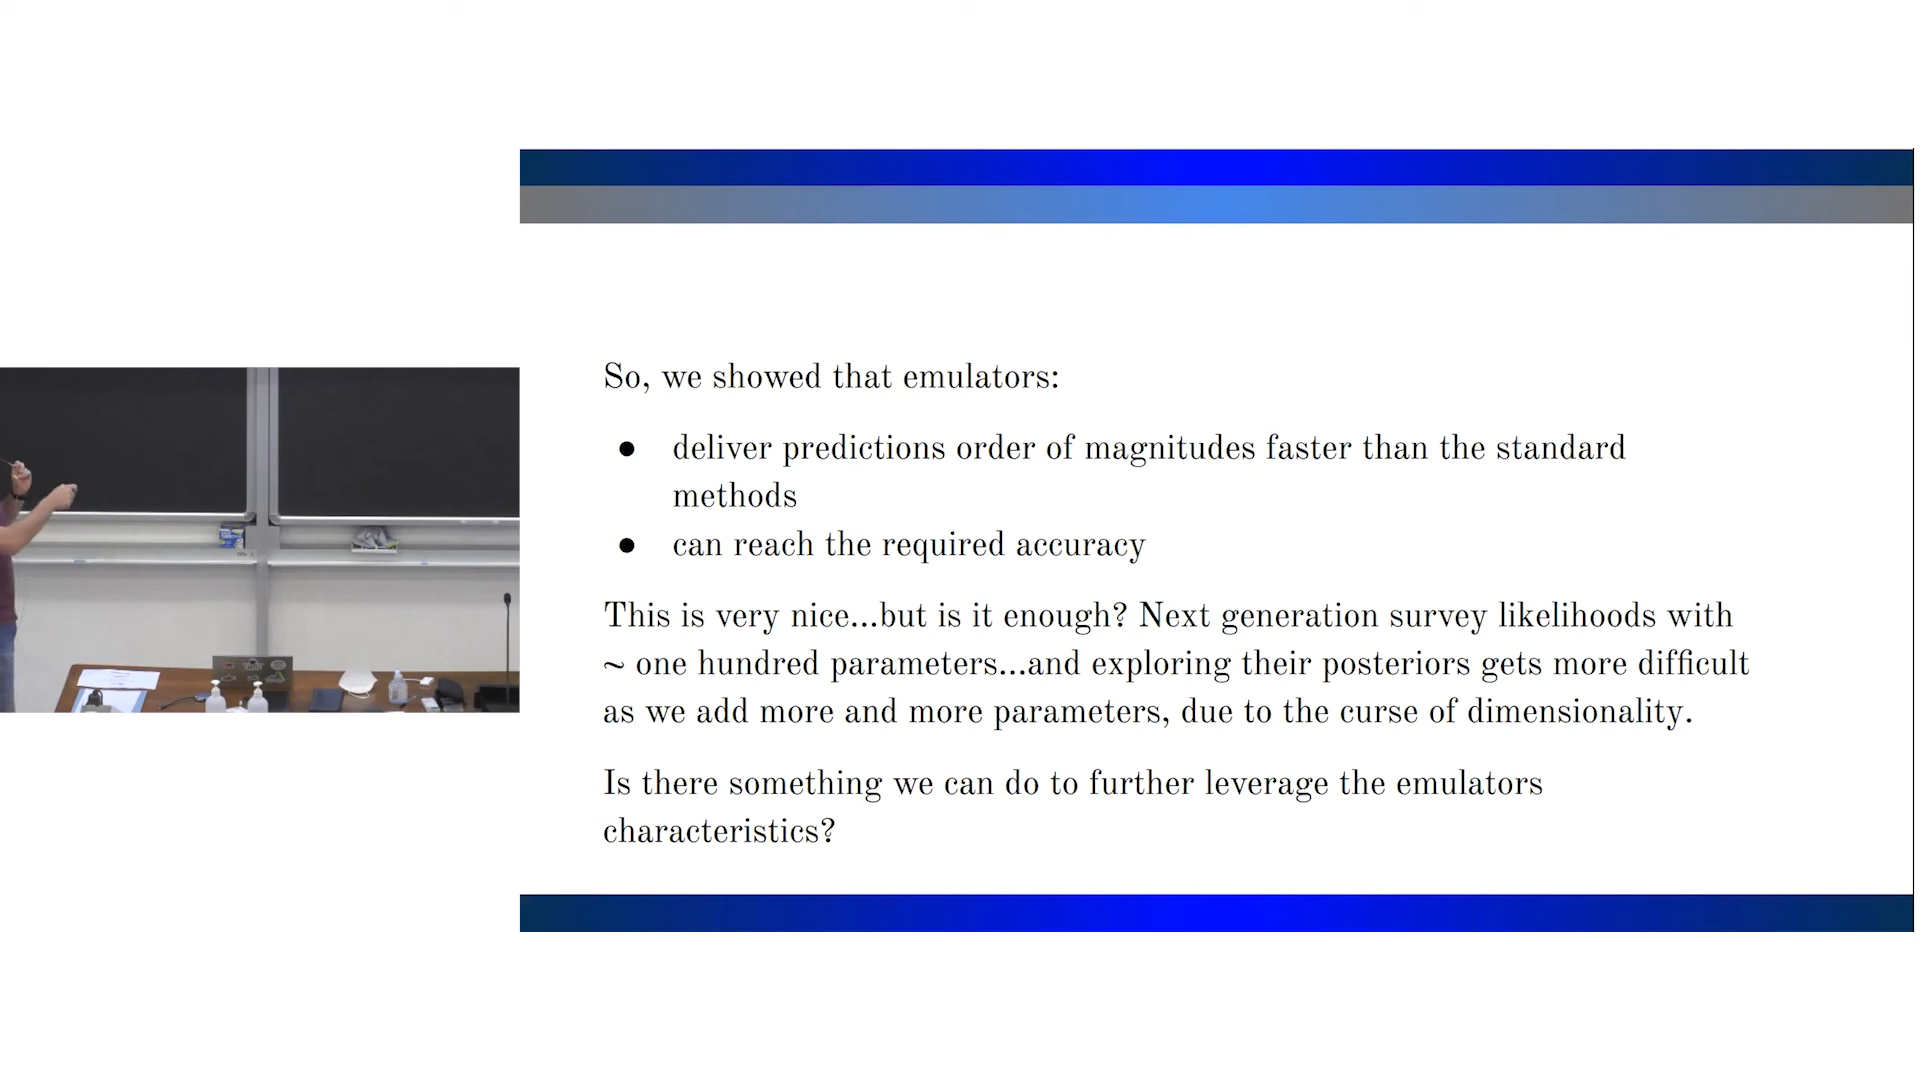 So, we showed that emulators:
● deliver predictions order of magnitudes faster than the standard
methods
● can reach the required accuracy
This is very nice...but is it enough? Next generation survey likelihoods with
~ one hundred parameters...and exploring their posteriors gets more difficult
as we add more and more parameters, due to the curse of dimensionality.
Is there something we can do to further leverage the emulators
characteristics?